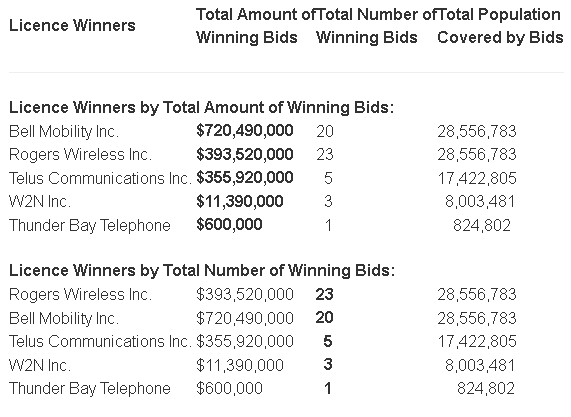 Licence Winners Total Amount of Total Number of Total Population
Winning Bids Winning Bids Covered by Bids
Licence Winners by Total Amount of Winning Bids:
Bell Mobility Inc. $720,490,000 20 28,556,783
Rogers Wireless Inc. $393,520,000 23 28,556,783
Telus Communications Inc. $355,920,000 5 17,422,805
W2N Inc. $11,390,000 3 8,003,481
Thunder Bay Telephone $600,000 1 824,802
Licence Winners by Total Number of Winning Bids:
Rogers Wireless Inc. $393,520,000 23 28,556,783
Bell Mobility Inc. $720,490,000 20 28,556,783
Telus Communications Inc. $355,920,000 5 17,422,805
W2N Inc. $11,390,000 3 8,003,481
Thunder Bay Telephone $600,000 1 824,802